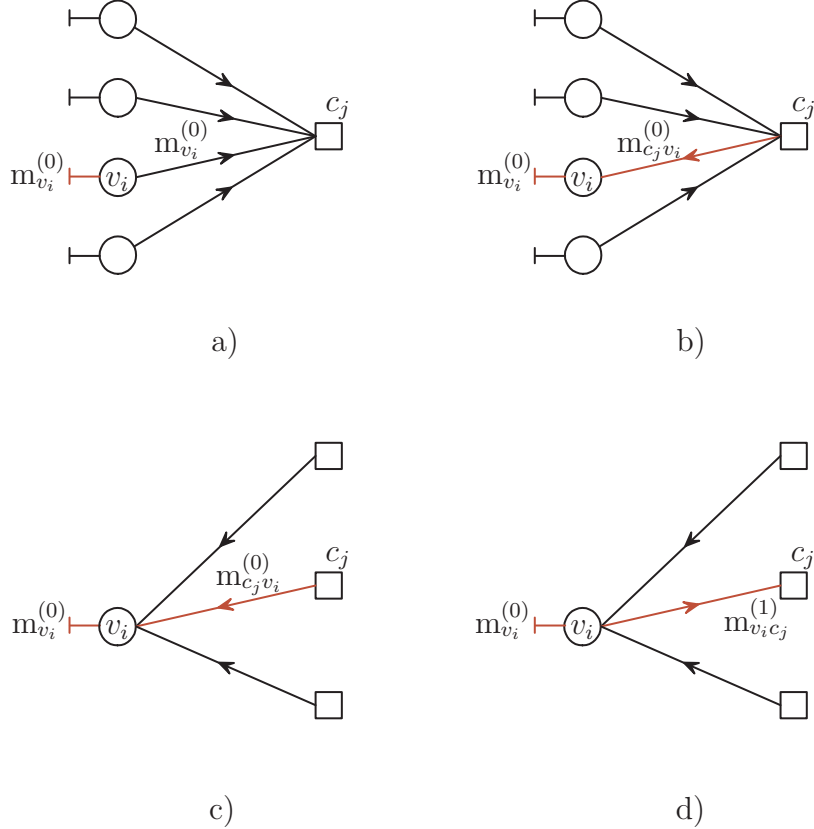 c_j c_j
m_{v_i}^{(0)} m_{c_j v_i}^{(0)}
m_{v_i}^{(0)} v_i m_{v_i}^{(0)} v_i
a) b)
c_j c_j
m_{c_j v_i}^{(0)}
m_{v_i}^{(0)} v_i m_{v_i}^{(0)} v_i m_{v_i c_j}^{(1)}
c) d)